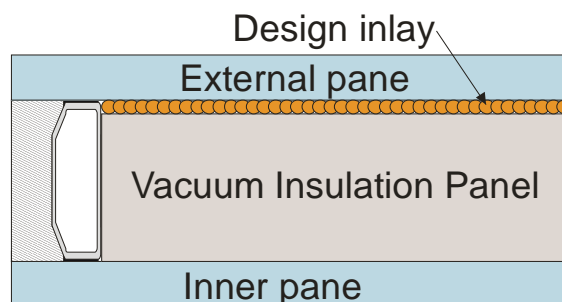 Design inlay
External pane
Vacuum Insulation Panel
Inner pane